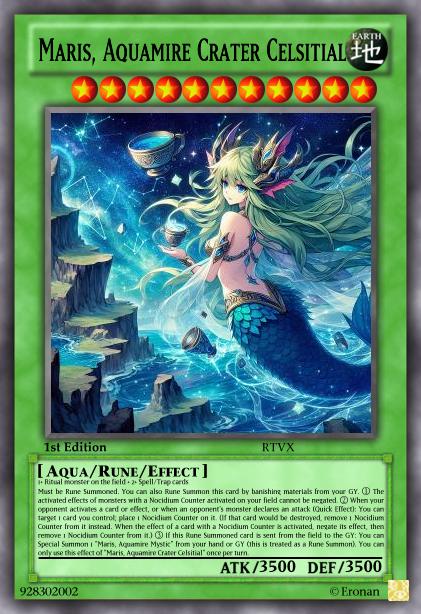 MARIS, AQUAMIRE CRATER CELSITIAL
EARTH
地
1st Edition RTVX
[ AQUA/RUNE/EFFECT ]
1+ Ritual monster on the field + 2+ Spell/Trap cards
Must be Rune Summoned. You can also Rune Summon this card by banishing materials from your GY. ① The
activated effects of monsters with a Nocidium Counter activated on your field cannot be negated. ② When your
opponent activates a card or effect, or when an opponent's monster declares an attack (Quick Effect): You can
target 1 card you control; place 1 Nocidium Counter on it. (If that card would be destroyed, remove 1 Nocidium
Counter from it instead. When the effect of a card with a Nocidium Counter is activated, negate its effect, then
remove 1 Nocidium Counter from it.) ③ If this Rune Summoned card is sent from the field to the GY: You can
Special Summon 1 "Maris, Aquamire Mystic" from your hand or GY (this is treated as a Rune Summon). You can
only use this effect of "Maris, Aquamire Crater Celsitial" once per turn.
ATK/3500 DEF/3500
928302002 © Eronan